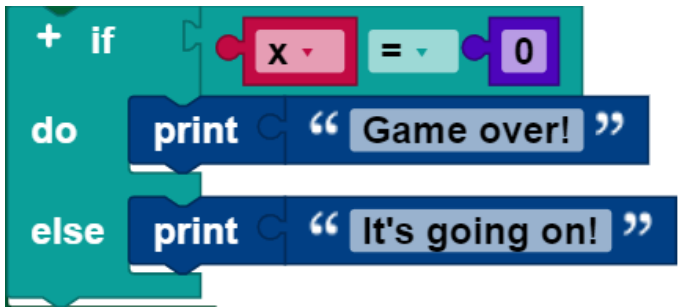 + if x = 0
do print “ Game over! ”
else print “ It's going on! ”